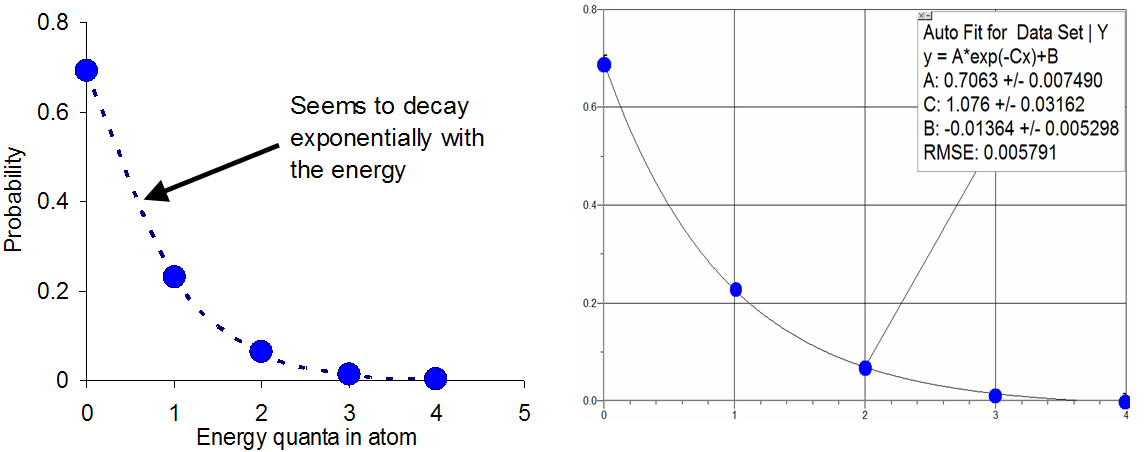 0.8
0.6
0.4
0.2
0
Probability
Seems to decay
exponentially with
the energy
0 1 2 3 4 5
Energy quanta in atom
0.8
0.6
0.4
0.2
0.0
0 1 2 3 4
Auto Fit for Data Set | Y
y = A*exp(-Cx)+B
A: 0.7063 +/- 0.007490
C: 1.076 +/- 0.03162
B: -0.01364 +/- 0.005298
RMSE: 0.005791